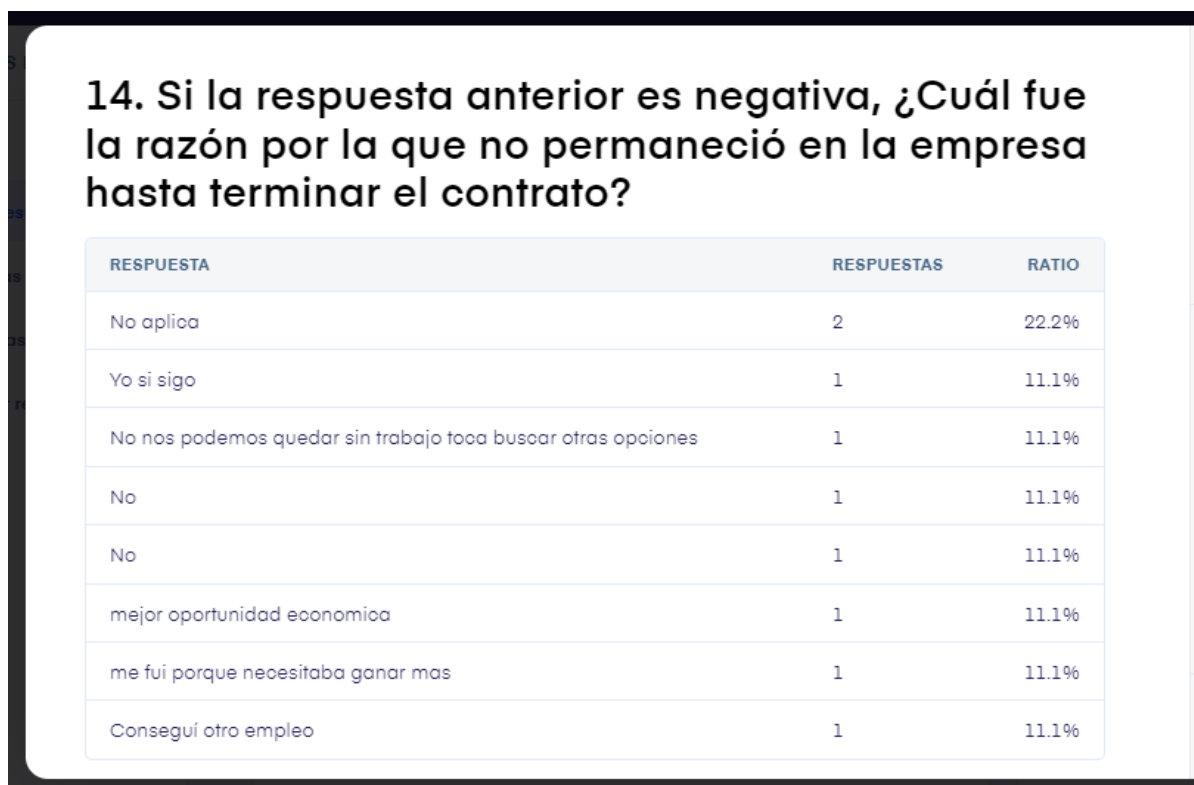 14. Si la respuesta anterior es negativa, ¿Cuál fue
la razón por la que no permaneció en la empresa
hasta terminar el contrato?
RESPUESTA RESPUESTAS RATIO
No aplica 2 22.2%
Yo si sigo 1 11.1%
No nos podemos quedar sin trabajo toca buscar otras opciones 1 11.1%
No 1 11.1%
No 1 11.1%
mejor oportunidad economica 1 11.1%
me fui porque necesitaba ganar mas 1 11.1%
Conseguí otro empleo 1 11.1%